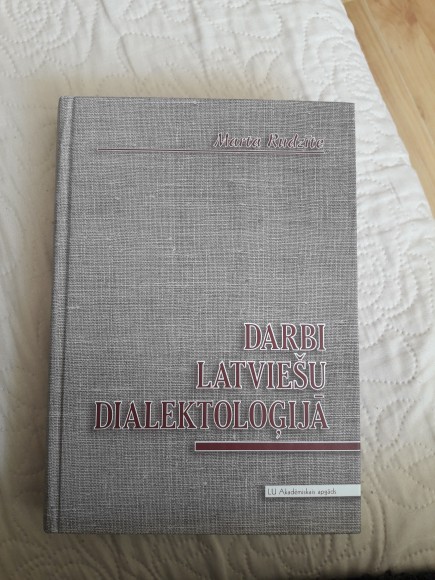 Marta Rudzīte
DARBI
LATVIEŠU
DIALEKTOLOĢIJĀ
LU Akadēmiskais apgāds